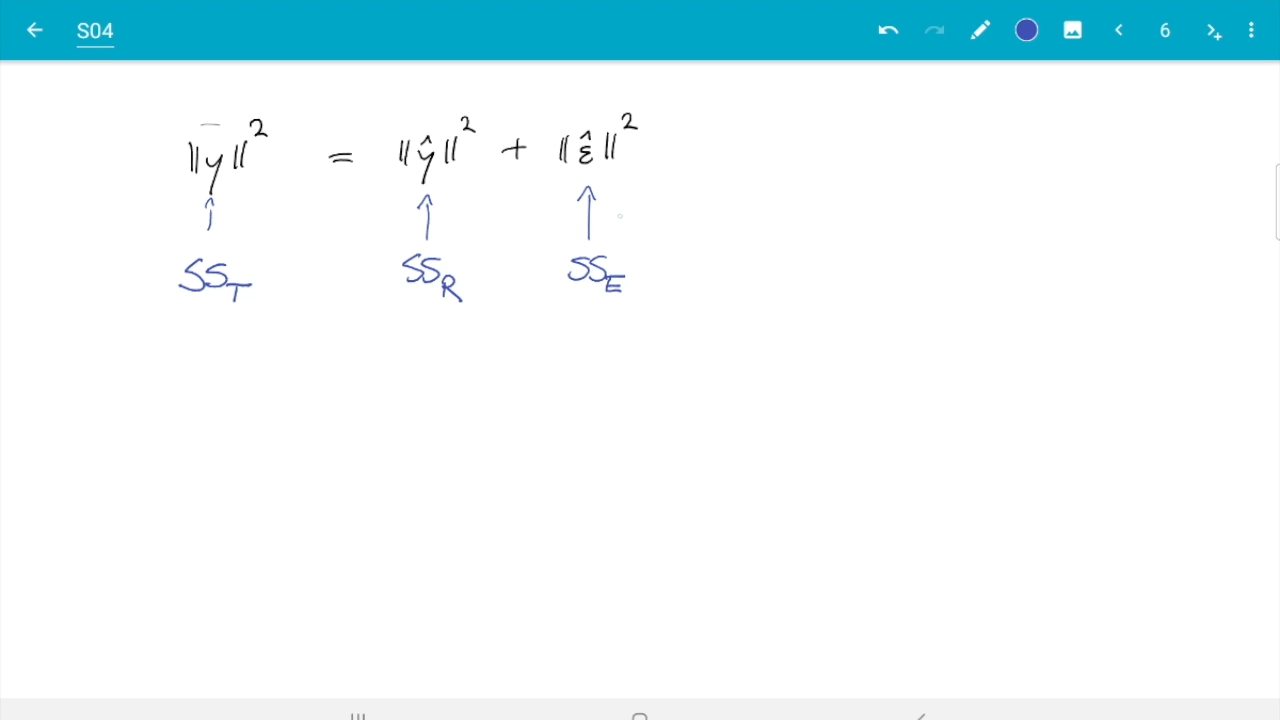 S04
6
‖y‖² = ‖ŷ‖² + ‖ε̂‖²
SS_T SS_R SS_E